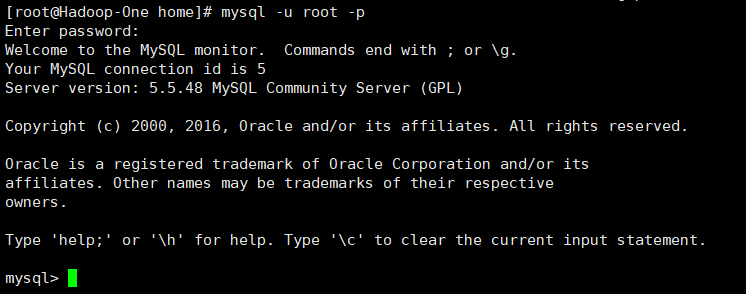 [root@Hadoop-One home]# mysql -u root -p
Enter password:
Welcome to the MySQL monitor.  Commands end with ; or \g.
Your MySQL connection id is 5
Server version: 5.5.48 MySQL Community Server (GPL)
Copyright (c) 2000, 2016, Oracle and/or its affiliates. All rights reserved.
Oracle is a registered trademark of Oracle Corporation and/or its
affiliates. Other names may be trademarks of their respective
owners.
Type 'help;' or '\h' for help. Type '\c' to clear the current input statement.
mysql>